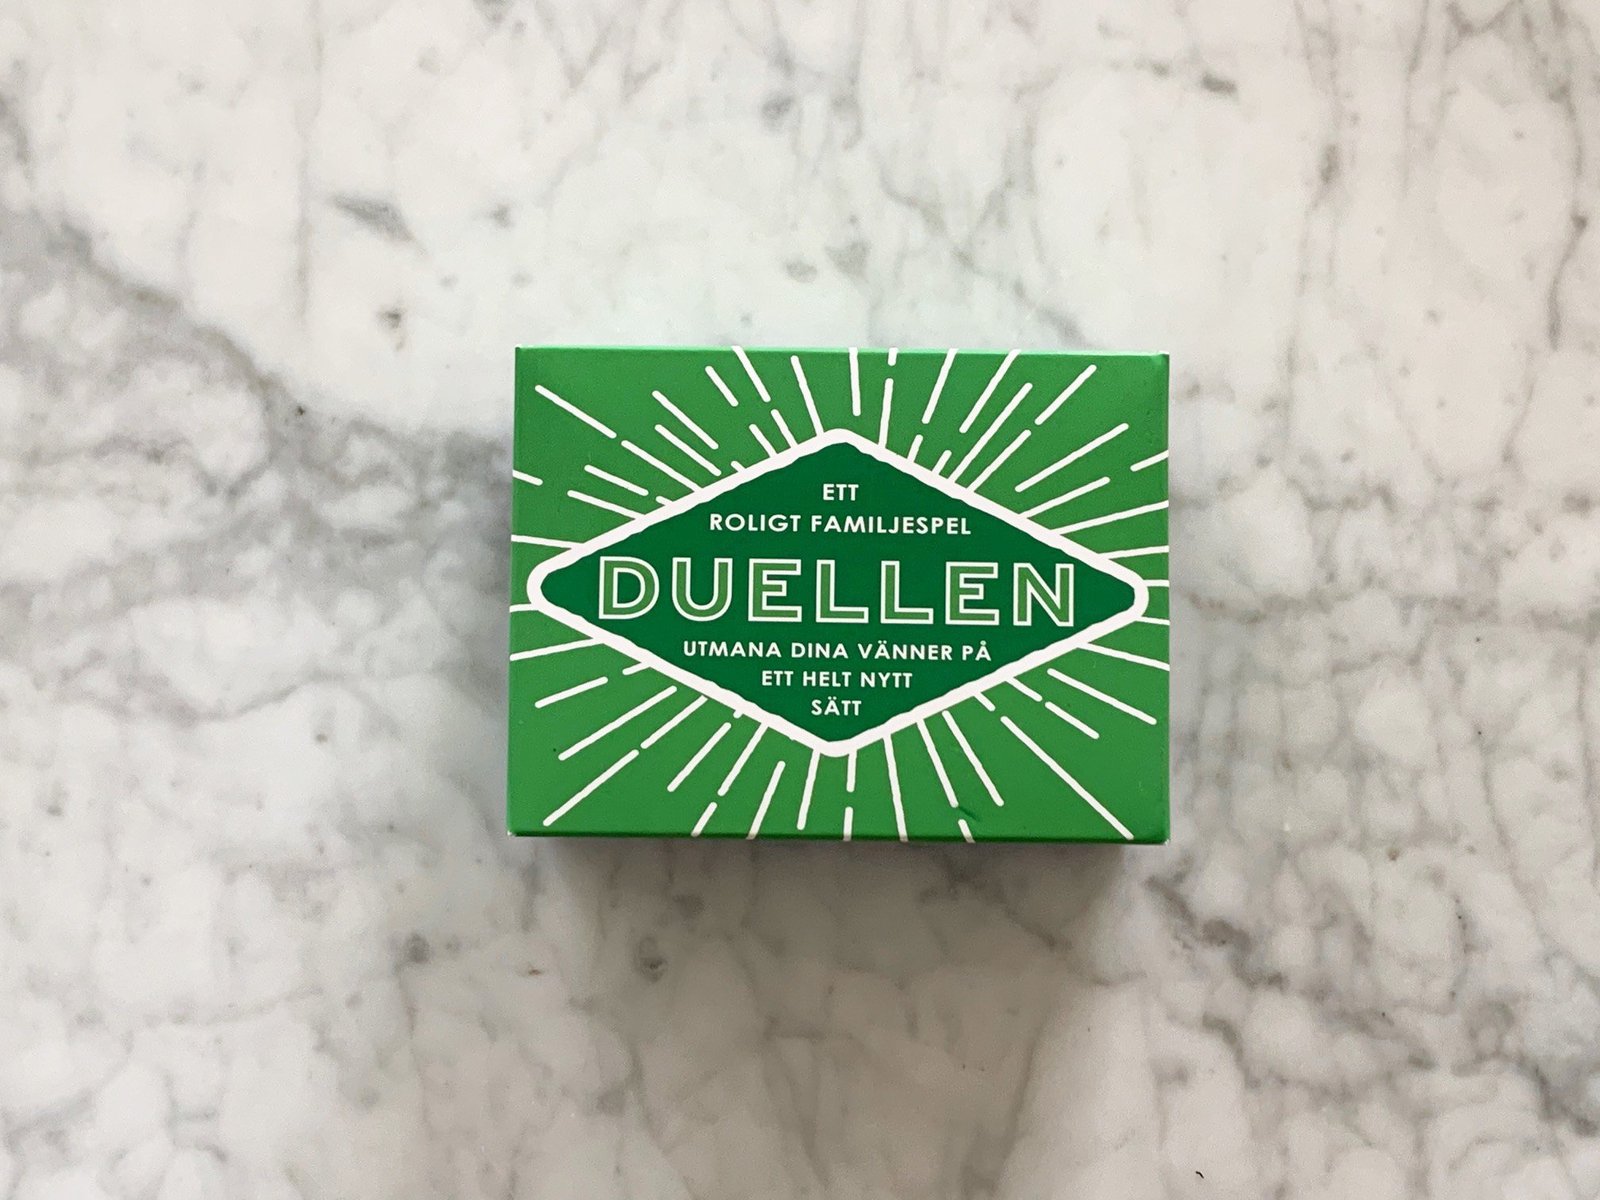 ETT
ROLIGT FAMILJESPEL
DUELLEN
UTMANA DINA VÄNNER PÅ
ETT HELT NYTT
SÄTT